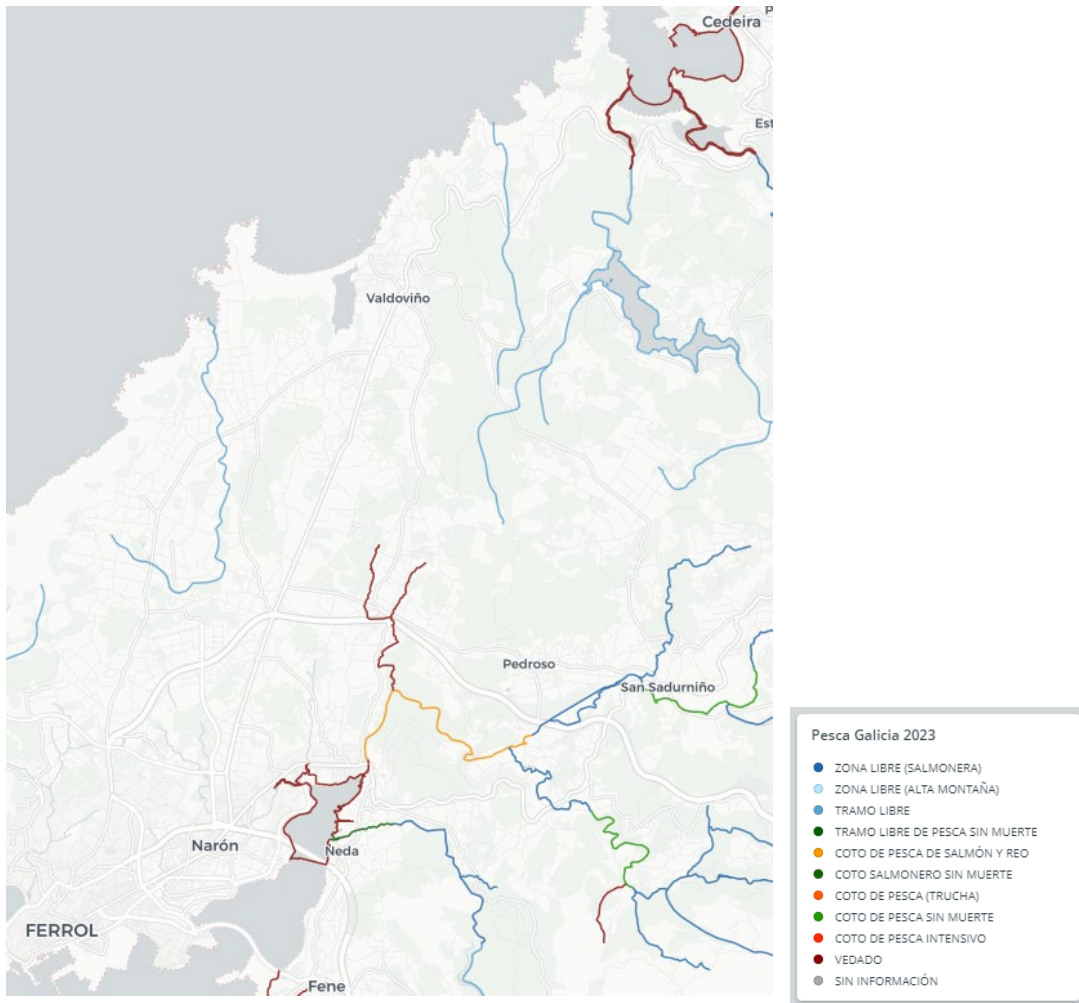 Cedeira
P
Est
Valdoviño
Pedroso
San Sadurniño
Narón
Neda
FERROL
Fene
Pesca Galicia 2023
ZONA LIBRE (SALMONERA)
ZONA LIBRE (ALTA MONTAÑA)
TRAMO LIBRE
TRAMO LIBRE DE PESCA SIN MUERTE
COTO DE PESCA DE SALMÓN Y REO
COTO SALMONERO SIN MUERTE
COTO DE PESCA (TRUCHA)
COTO DE PESCA SIN MUERTE
COTO DE PESCA INTENSIVO
VEDADO
SIN INFORMACIÓN